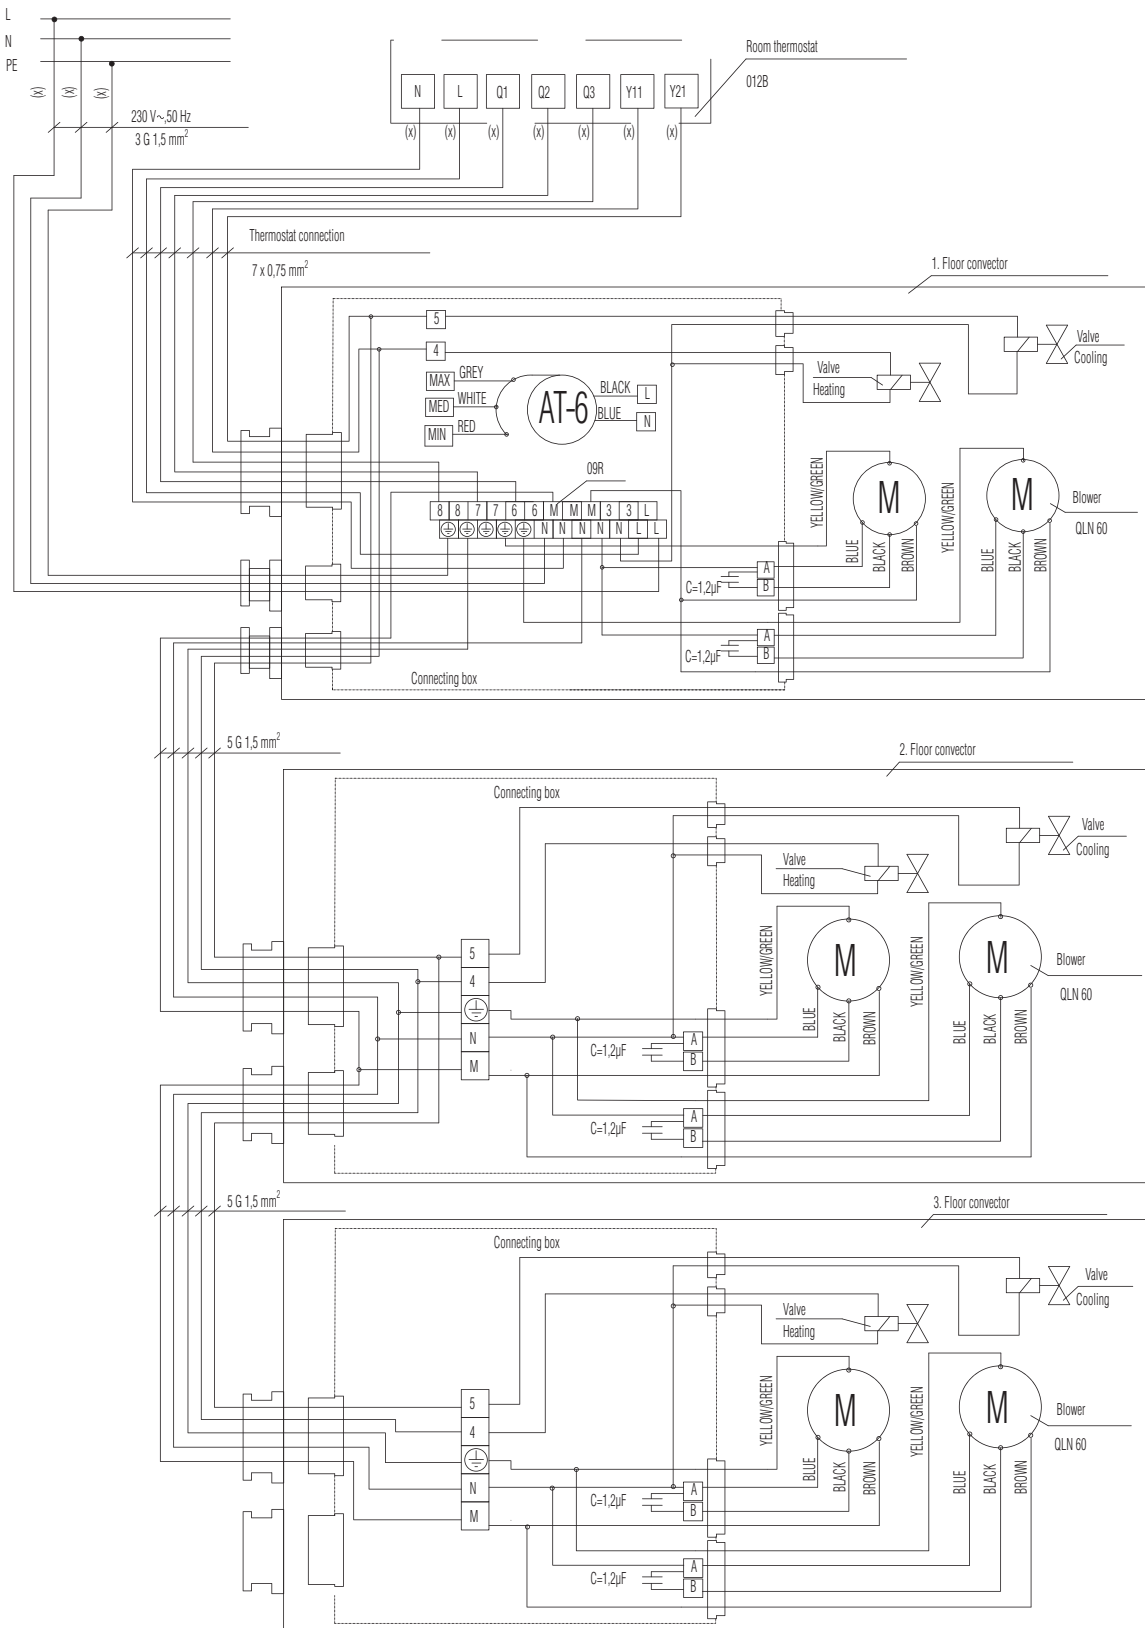 L
N
PE
(x) (x) (x)
230 V~,50 Hz
3 G 1,5 mm²
N L Q1 Q2 Q3 Y11 Y21
(x) (x) (x) (x) (x) (x) (x)
Room thermostat
012B
Thermostat connection
7 x 0,75 mm²
1. Floor convector
5
4
MAX GREY
MED WHITE
MIN RED
AT-6
BLACK L
BLUE N
Valve
Heating
Valve
Cooling
09R
8 8 7 7 6 6 M M M 3 3 L
N N N N N L L
YELLOW/GREEN
M
BLUE
BLACK
BROWN
YELLOW/GREEN
M
BLUE
BLACK
BROWN
Blower
QLN 60
A
B
C=1,2µF
A
B
C=1,2µF
Connecting box
5 G 1,5 mm²
2. Floor convector
Connecting box
Valve
Heating
Valve
Cooling
5
4
N
M
YELLOW/GREEN
M
BLUE
BLACK
BROWN
YELLOW/GREEN
M
BLUE
BLACK
BROWN
Blower
QLN 60
A
B
C=1,2µF
A
B
C=1,2µF
5 G 1,5 mm²
3. Floor convector
Connecting box
Valve
Heating
Valve
Cooling
5
4
N
M
YELLOW/GREEN
M
BLUE
BLACK
BROWN
YELLOW/GREEN
M
BLUE
BLACK
BROWN
Blower
QLN 60
A
B
C=1,2µF
A
B
C=1,2µF